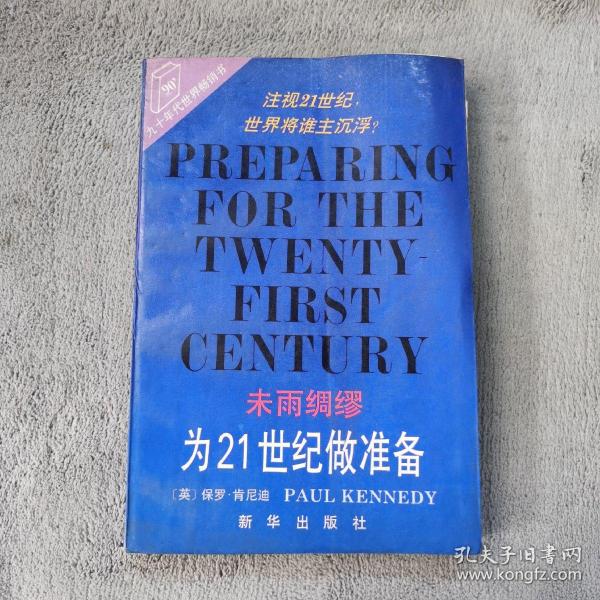 90'
九十年代世界畅销书
注视21世纪，
世界将谁主沉浮？
PREPARING
FOR THE
TWENTY-
FIRST
CENTURY
未雨绸缪
为21世纪做准备
〔英〕保罗·肯尼迪 PAUL KENNEDY
新华出版社
孔夫子旧书网
www.kongfz.com